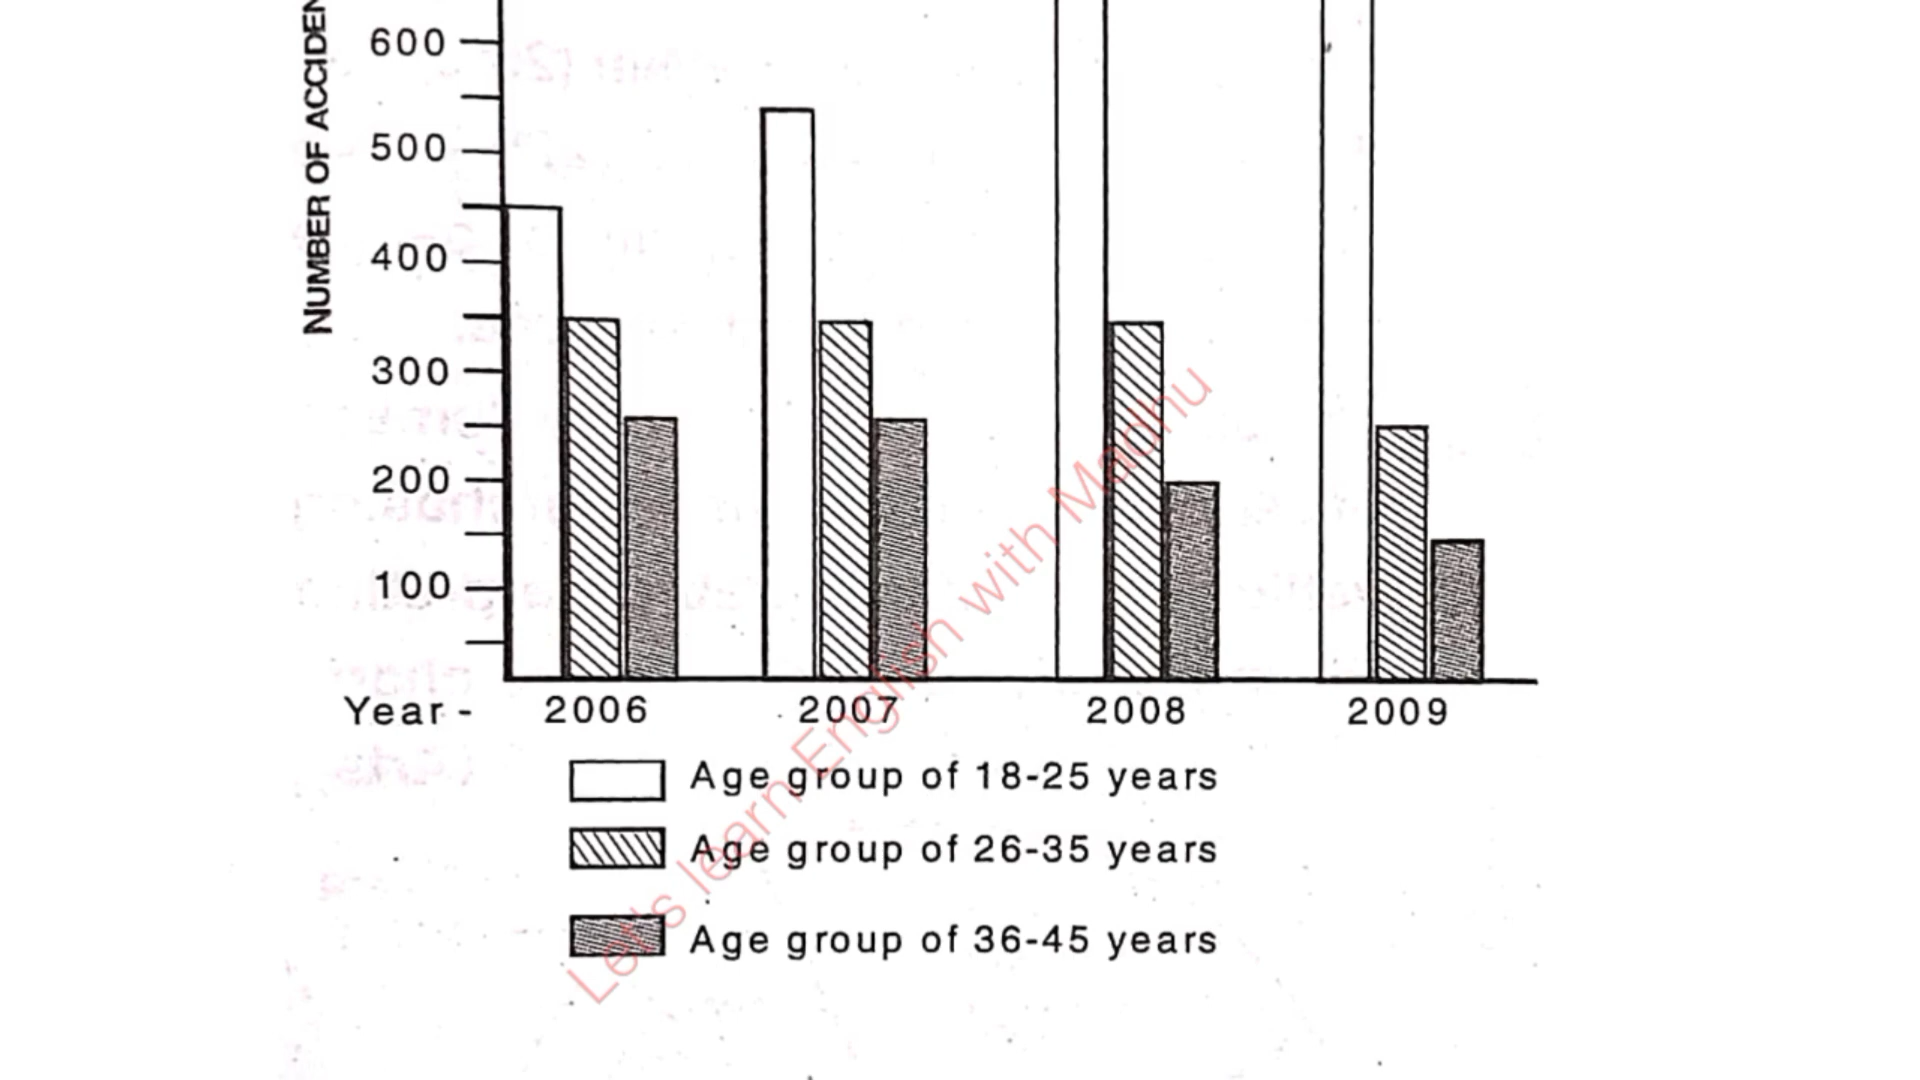 NUMBER OF ACCIDEN
600
500
400
300
200
100
Year - 2006 2007 2008 2009
Age group of 18-25 years
Age group of 26-35 years
Age group of 36-45 years
Let's learn English with Madhu